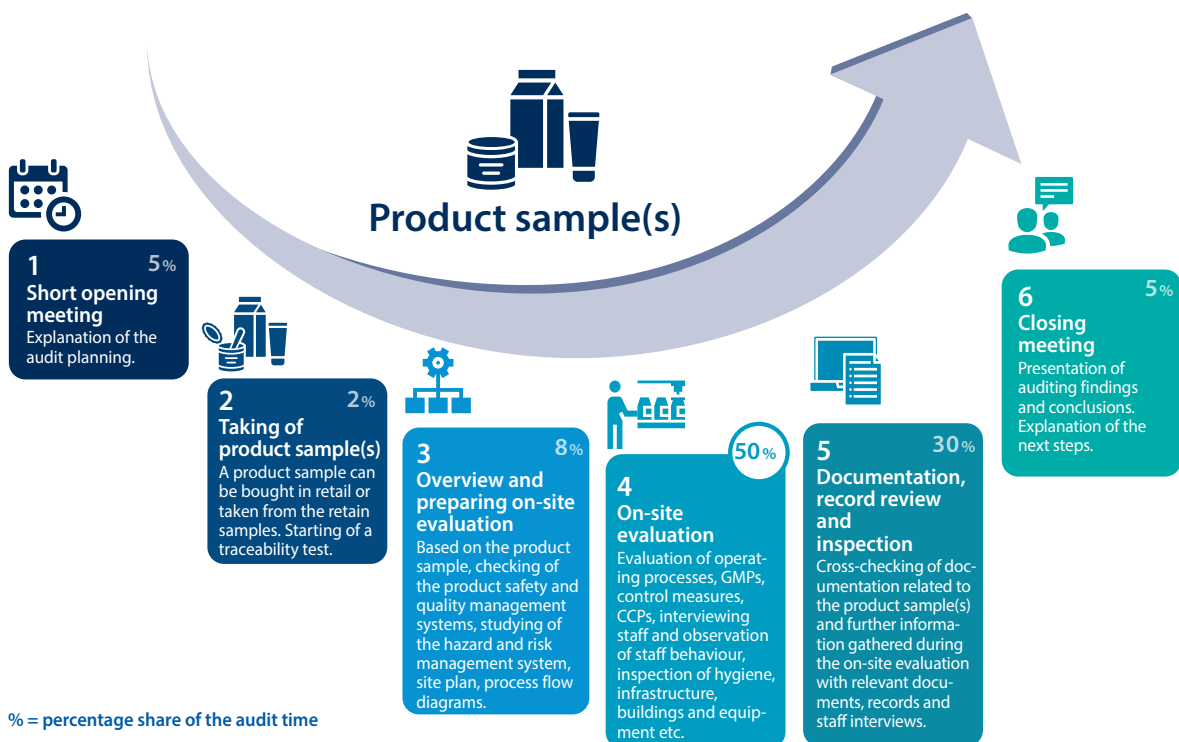 Product sample(s)
1
5%
Short opening
meeting
Explanation of the
audit planning.
2
2%
Taking of
product sample(s)
A product sample can
be bought in retail or
taken from the retain
samples. Starting of a
traceability test.
3
8%
Overview and
preparing on-site
evaluation
Based on the product
sample, checking of
the product safety and
quality management
systems, studying of
the hazard and risk
management system,
site plan, process flow
diagrams.
4
50%
On-site
evaluation
Evaluation of operat-
ing processes, GMPs,
control measures,
CCPs, interviewing
staff and observation
of staff behaviour,
inspection of hygiene,
infrastructure,
buildings and equip-
ment etc.
5
30%
Documentation,
record review
and
inspection
Cross-checking of doc-
umentation related to
the product sample(s)
and further informa-
tion gathered during
the on-site evaluation
with relevant docu-
ments, records and
staff interviews.
6
5%
Closing
meeting
Presentation of
auditing findings
and conclusions.
Explanation of the
next steps.
% = percentage share of the audit time